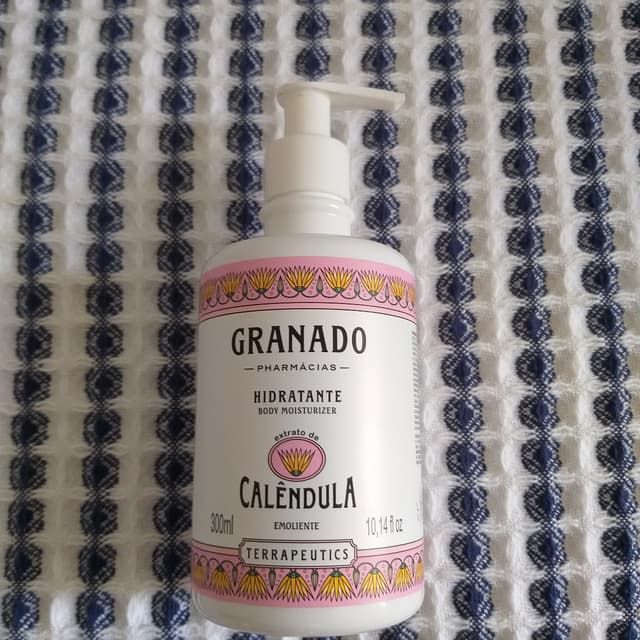 GRANADO
PHARMÁCIAS
HIDRATANTE
BODY MOISTURIZER
extrato de
CALÊNDULA
300ml EMOLIENTE 10,14 fl oz
TERRAPEUTICS